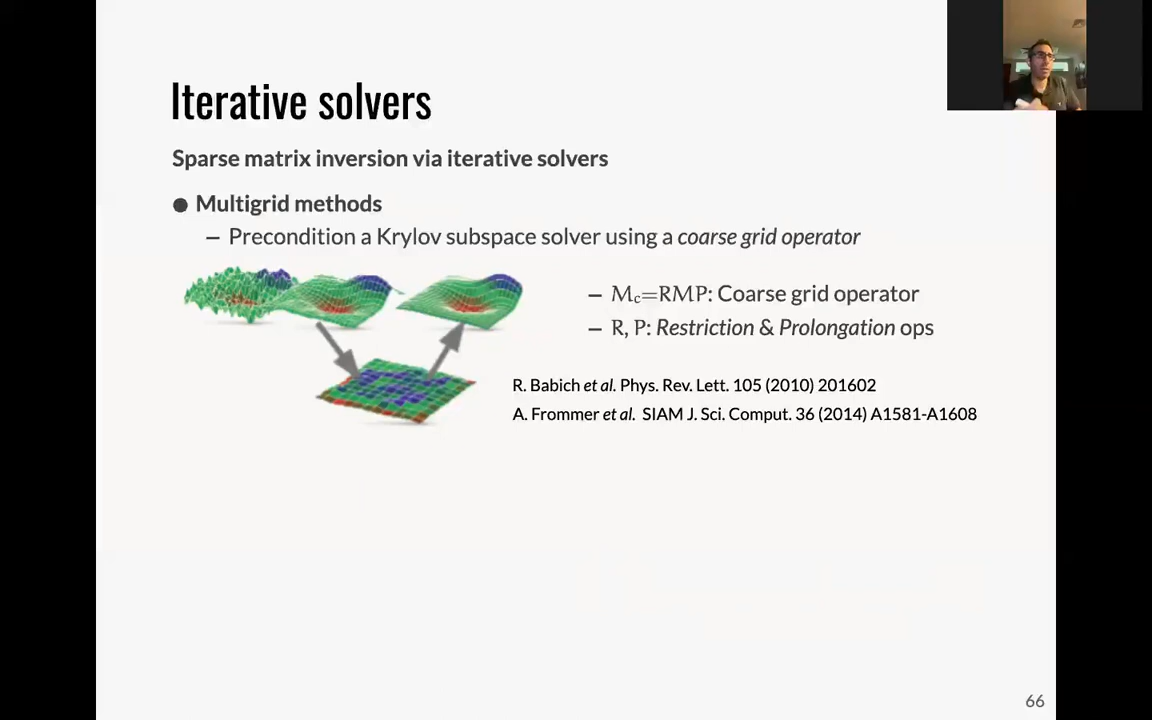 Iterative solvers
Sparse matrix inversion via iterative solvers
● Multigrid methods
– Precondition a Krylov subspace solver using a coarse grid operator
– Mc=RMP: Coarse grid operator
– R, P: Restriction & Prolongation ops
R. Babich et al. Phys. Rev. Lett. 105 (2010) 201602
A. Frommer et al. SIAM J. Sci. Comput. 36 (2014) A1581-A1608
66